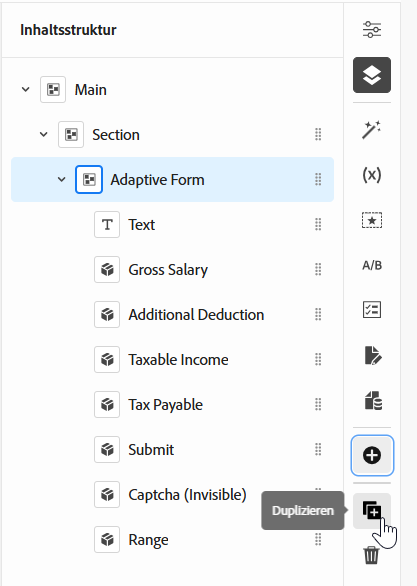 Inhaltsstruktur
Main
Section
Adaptive Form
T Text
Gross Salary
(x)
Additional Deduction
A/B
Taxable Income
Tax Payable
Submit
Captcha (Invisible)
Duplizieren
Range